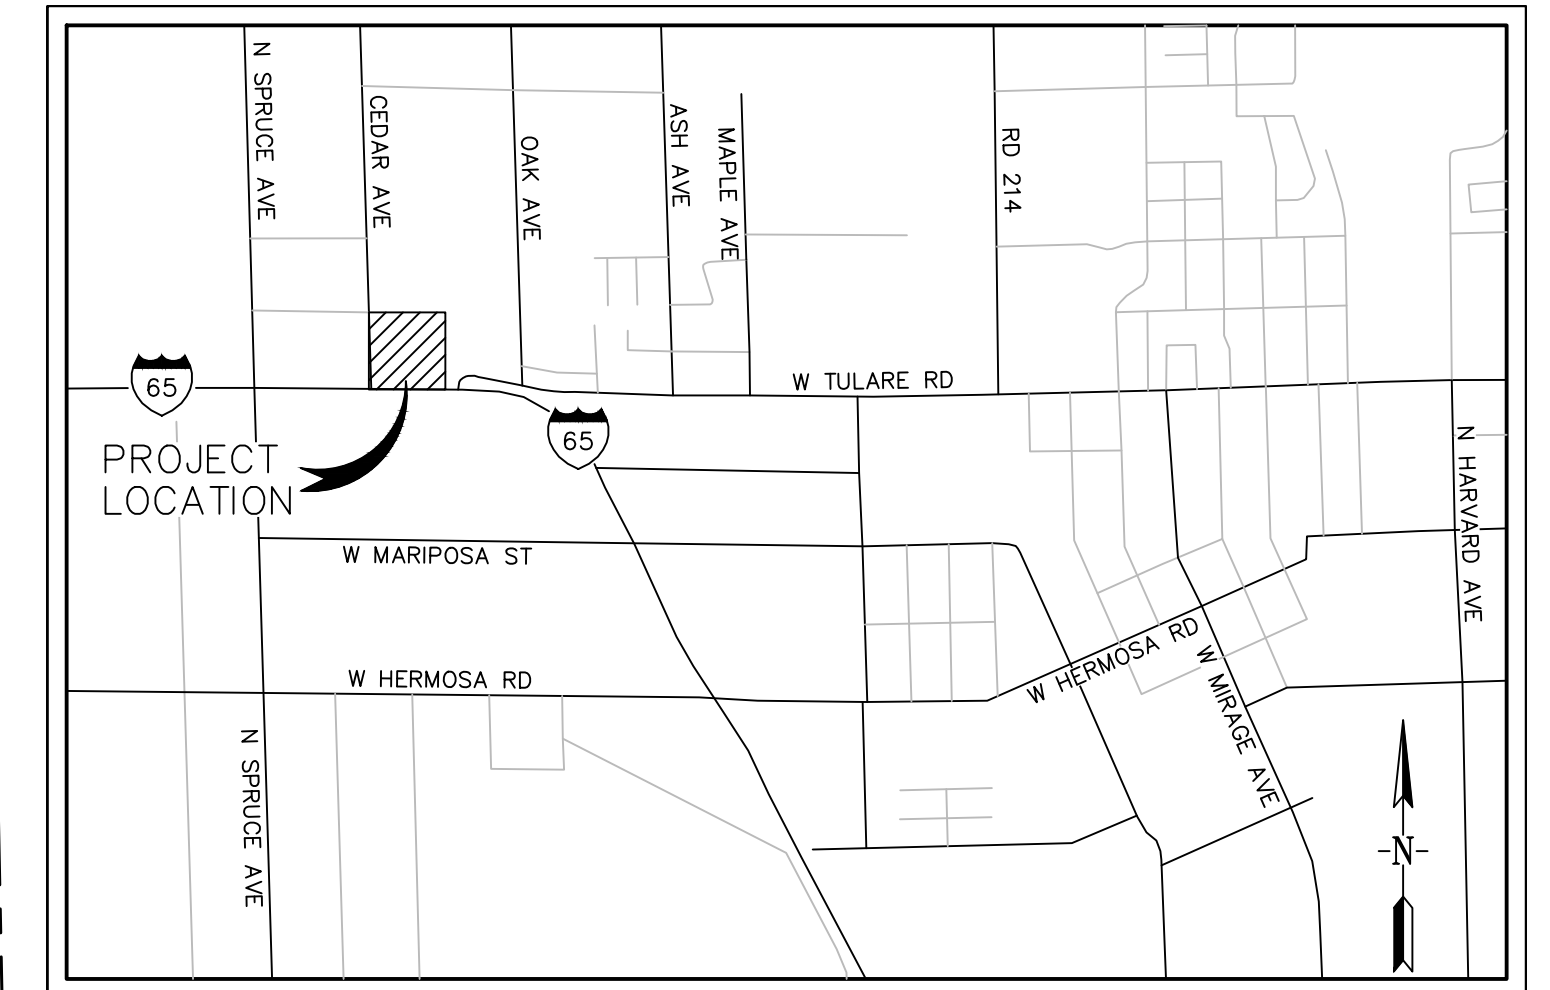 N SPRUCE AVE
CEDAR AVE
OAK AVE
ASH AVE
MAPLE AVE
RD 214
65
W TULARE RD
65
PROJECT
LOCATION
N HARVARD AVE
W MARIPOSA ST
W HERMOSA RD
W HERMOSA RD
W MIRAGE AVE
N SPRUCE AVE
N